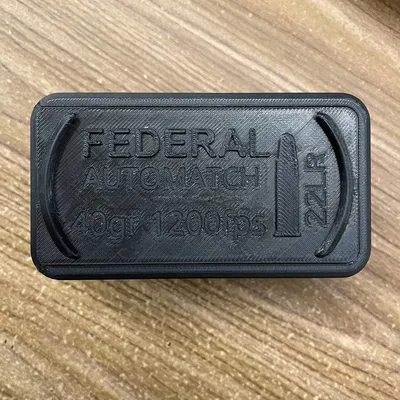 FEDERAL
AUTOMATCH
40gr 1200fps
22LR